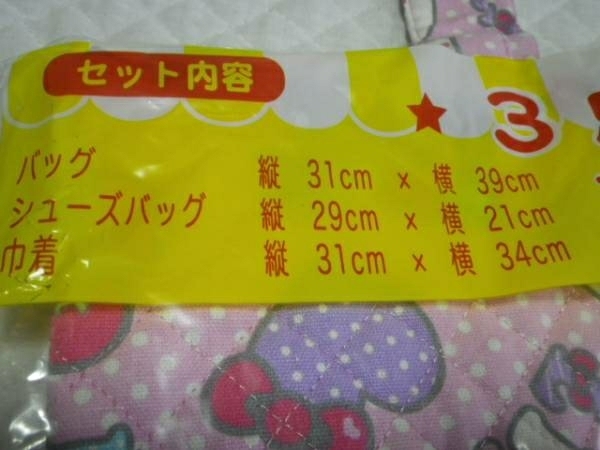 セット内容
★3
バッグ 縦 31cm × 横 39cm
シューズバッグ 縦 29cm × 横 21cm
巾着 縦 31cm × 横 34cm